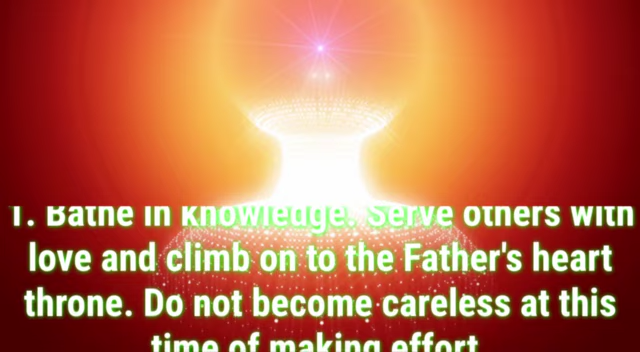 1. Bathe in knowledge. Serve others with
love and climb on to the Father's heart
throne. Do not become careless at this
time of making effort